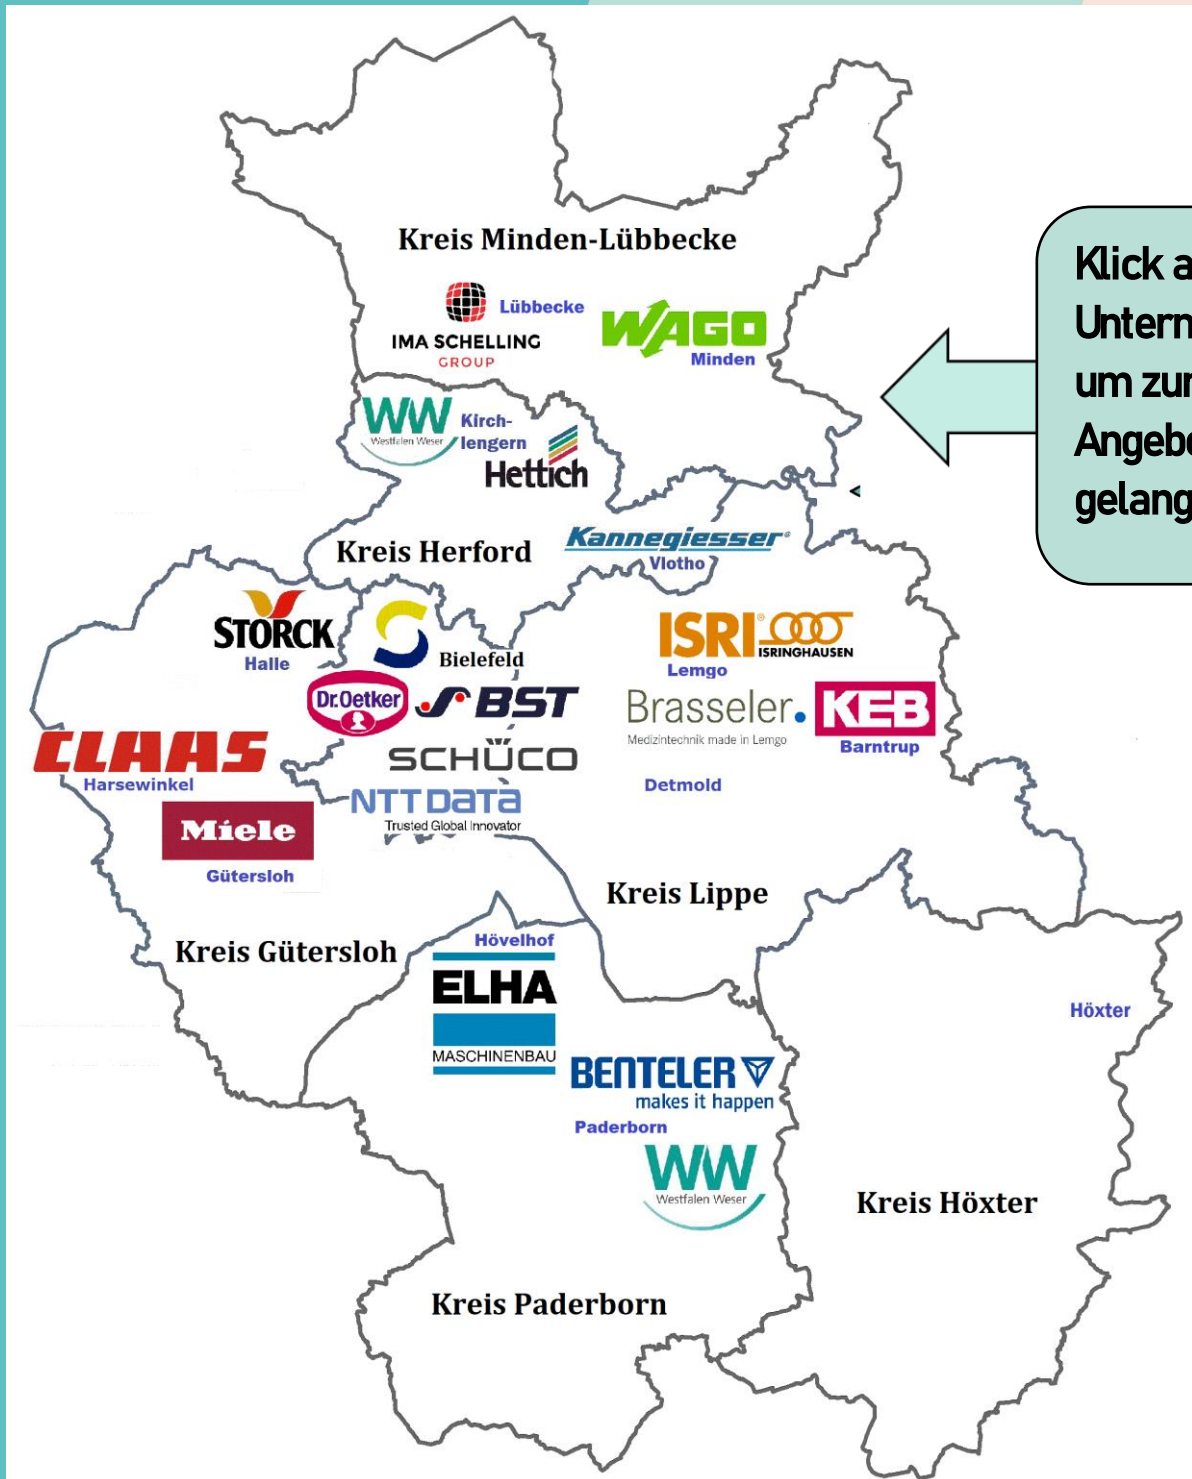 Kreis Minden-Lübbecke
Lübbecke
IMA SCHELLING
GROUP
WAGO
Minden
Klick a
Untern
um zur
Angeb
gelang
WW
Westfalen Weser
Kirch-
lengern
Hettich
Kreis Herford
Kannegiesser
Vlotho
STORCK
Halle
Bielefeld
ISRI®
ISRINGHAUSEN
Lemgo
Dr.Oetker
BST
Brasseler.
Medizintechnik made in Lemgo
KEB
Barntrup
CLAAS
Harsewinkel
SCHÜCO
Detmold
NTT DATA
Trusted Global Innovator
Miele
Gütersloh
Kreis Lippe
Kreis Gütersloh
Hövelhof
ELHA
MASCHINENBAU
Höxter
BENTELER
makes it happen
Paderborn
WW
Westfalen Weser
Kreis Höxter
Kreis Paderborn